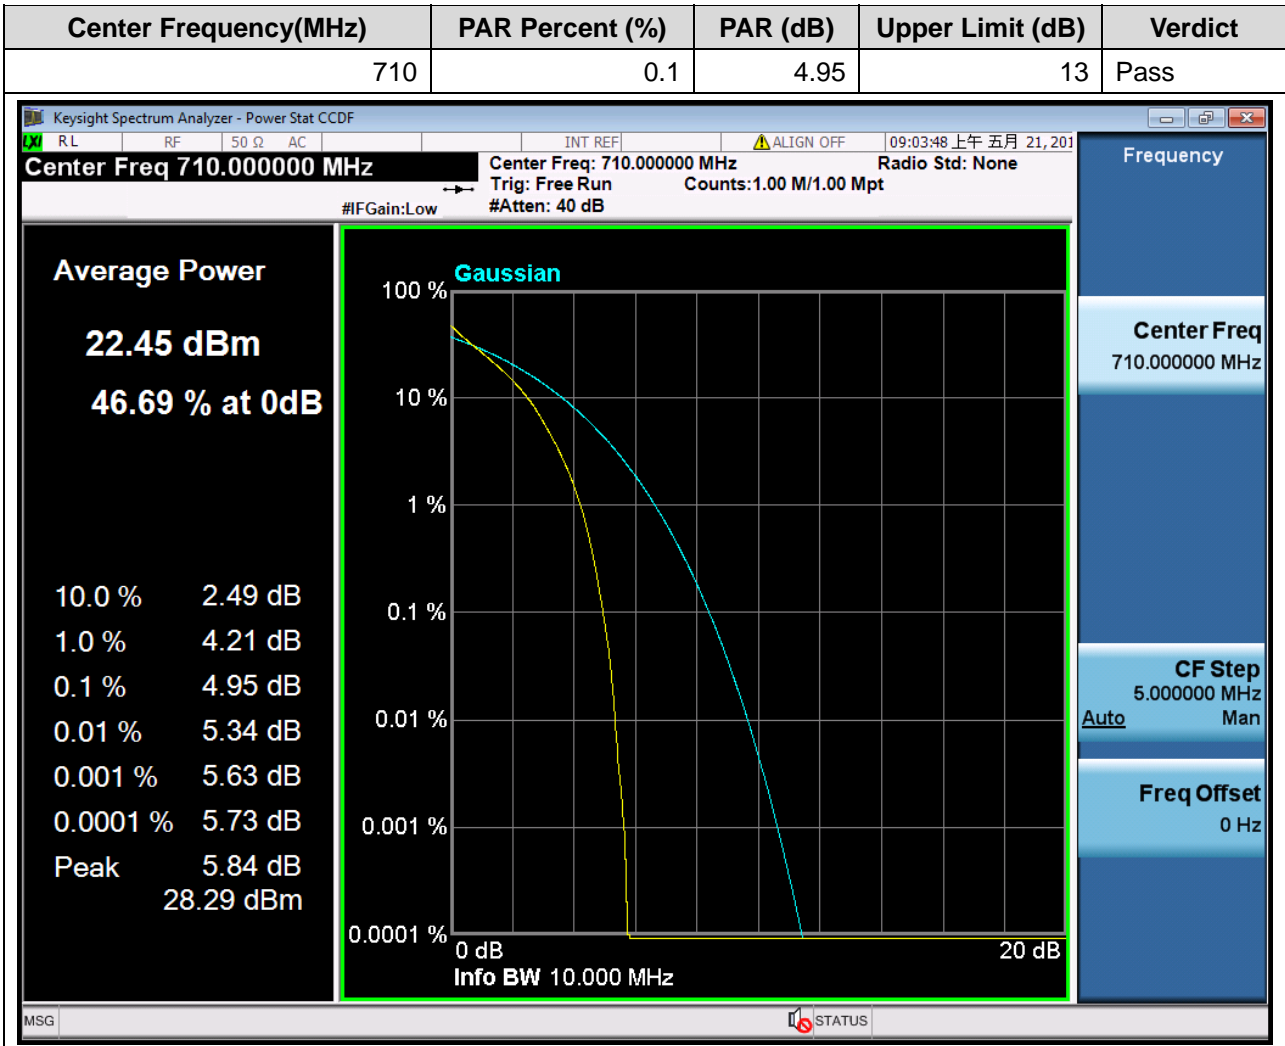 Center Frequency(MHz) PAR Percent (%) PAR (dB) Upper Limit (dB) Verdict
710 0.1 4.95 13 Pass
Keysight Spectrum Analyzer - Power Stat CCDF
LXI RL RF 50 Ω AC INT REF ALIGN OFF 09:03:48 上午 五月 21, 201
Center Freq 710.000000 MHz
Center Freq: 710.000000 MHz Radio Std: None
Trig: Free Run Counts:1.00 M/1.00 Mpt
#IFGain:Low #Atten: 40 dB
Frequency
Average Power
22.45 dBm
46.69 % at 0dB
10.0 % 2.49 dB
1.0 % 4.21 dB
0.1 % 4.95 dB
0.01 % 5.34 dB
0.001 % 5.63 dB
0.0001 % 5.73 dB
Peak 5.84 dB
28.29 dBm
Gaussian
100 %
10 %
1 %
0.1 %
0.01 %
0.001 %
0.0001 %
0 dB 20 dB
Info BW 10.000 MHz
Center Freq
710.000000 MHz
CF Step
5.000000 MHz
Auto Man
Freq Offset
0 Hz
MSG STATUS